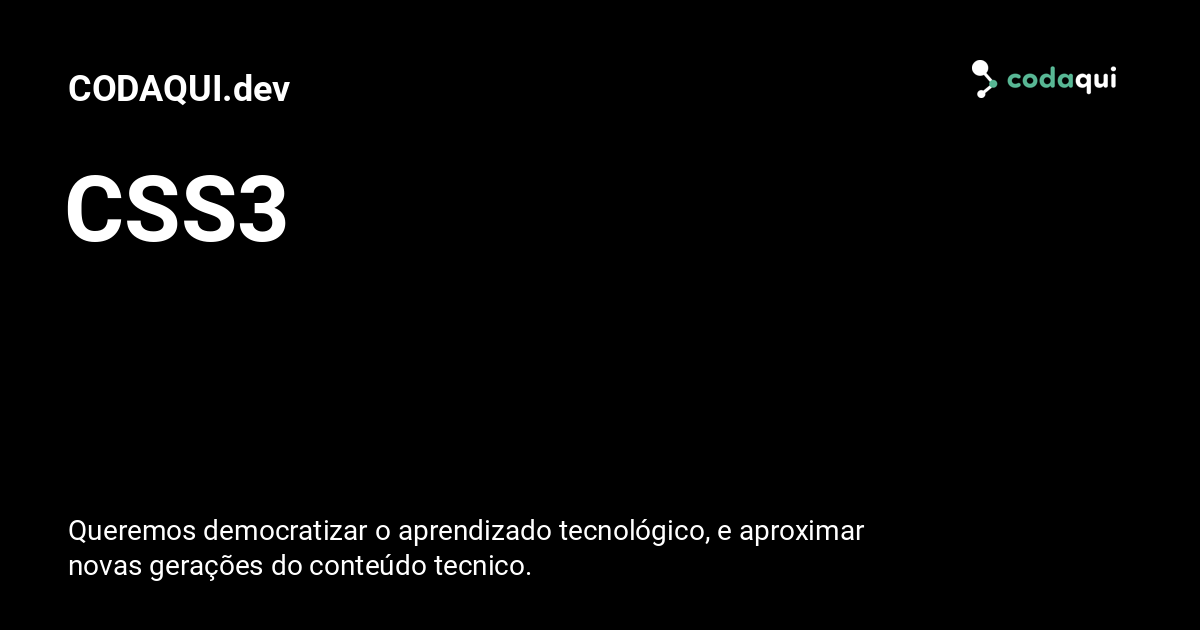 CODAQUI.dev
codaqui
CSS3
Queremos democratizar o aprendizado tecnológico, e aproximar
novas gerações do conteúdo tecnico.